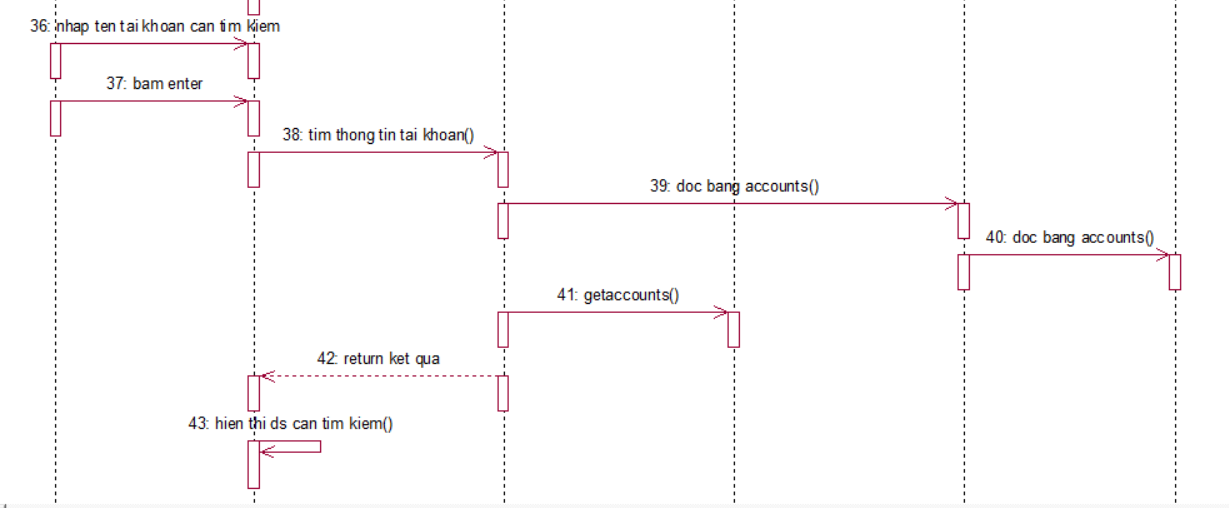 36: nhap ten tai khoan can tim kiem
37: bam enter
38: tim thong tin tai khoan()
39: doc bang accounts()
40: doc bang accounts()
41: getaccounts()
42: return ket qua
43: hien thi ds can tim kiem()